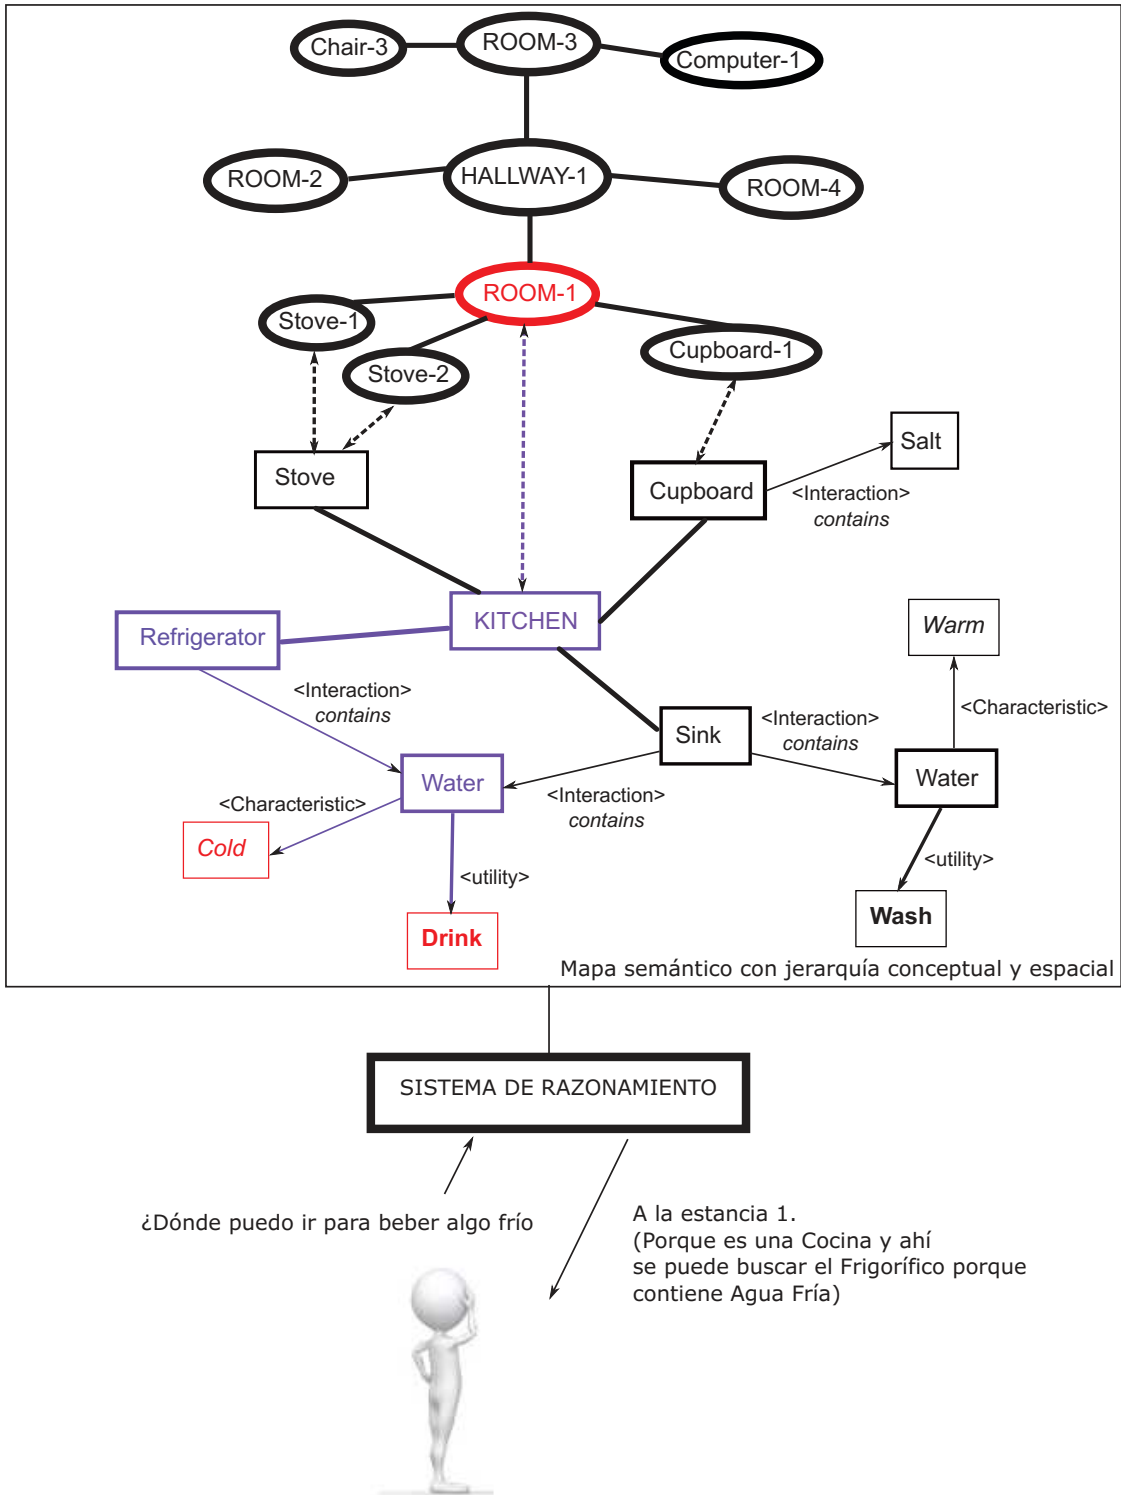 Chair-3
ROOM-3
Computer-1
ROOM-2
HALLWAY-1
ROOM-4
ROOM-1
Stove-1
Stove-2
Cupboard-1
Salt
Stove
Cupboard
<Interaction>
contains
Refrigerator
KITCHEN
Warm
<Interaction>
contains
Sink
<Interaction>
contains
<Characteristic>
Water
<Interaction>
contains
Water
<Characteristic>
Cold
<utility>
<utility>
Drink
Wash
Mapa semántico con jerarquía conceptual y espacial
SISTEMA DE RAZONAMIENTO
¿Dónde puedo ir para beber algo frío
A la estancia 1.
(Porque es una Cocina y ahí
se puede buscar el Frigorífico porque
contiene Agua Fría)